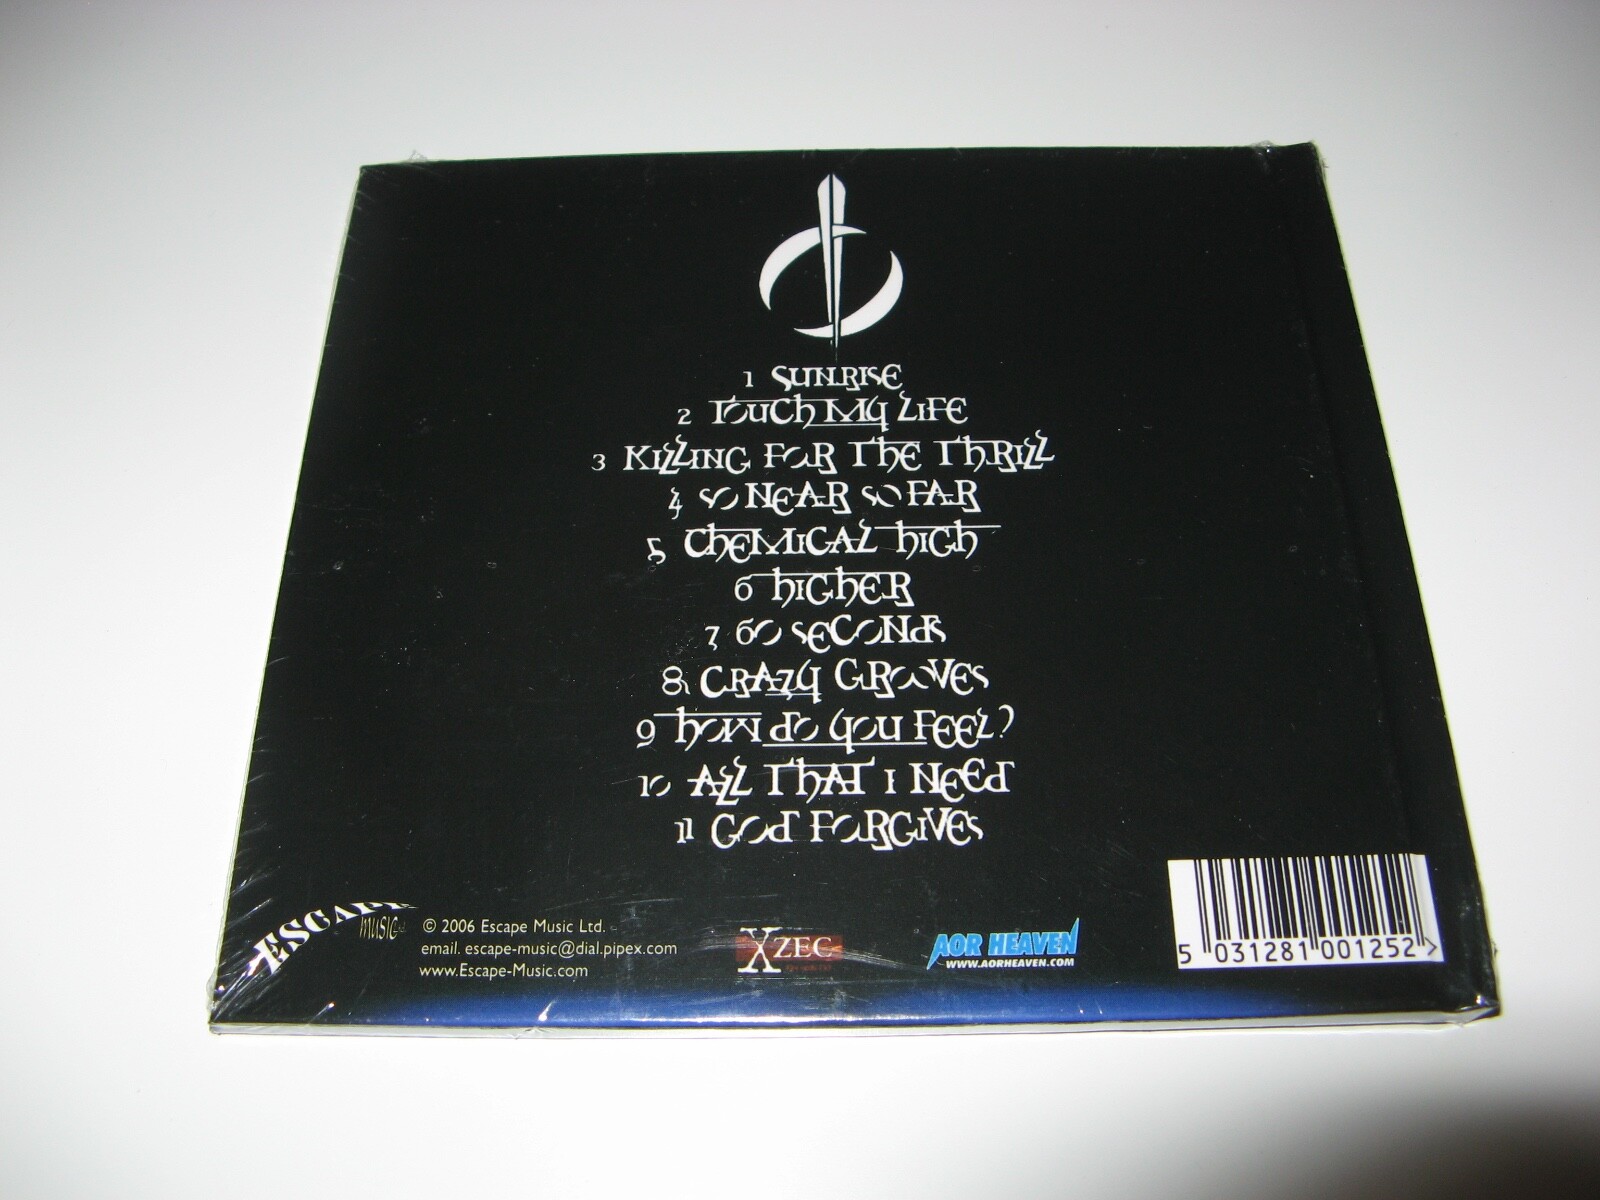 1 SUNRISE
2 TOUCH MY LIFE
3 KILLING FOR THE THRILL
4 SO NEAR SO FAR
5 CHEMICAL HIGH
6 HIGHER
7 60 SECONDS
8 CRAZY GROOVES
9 HOW DO YOU FEEL?
10 ALL THAT I NEED
11 GOD FORGIVES
ESCAPE
music
© 2006 Escape Music Ltd.
email. escape-music@dial.pipex.com
www.Escape-Music.com
XZEC
AOR HEAVEN
WWW.AORHEAVEN.COM
5 031281 001252 >